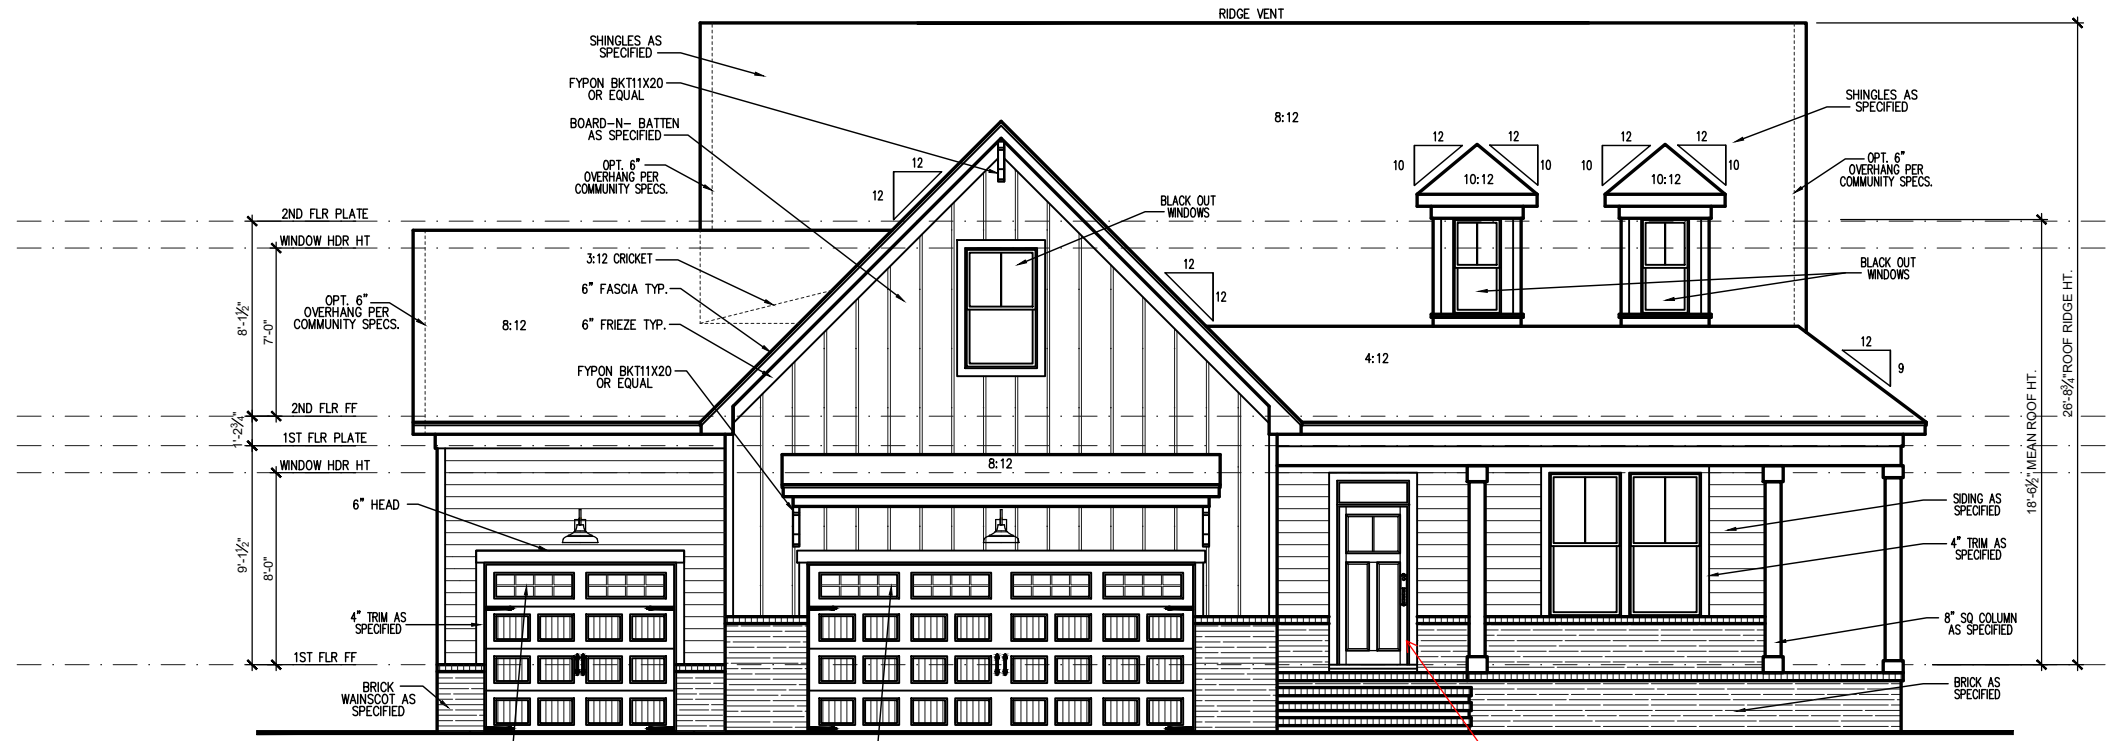 RIDGE VENT
SHINGLES AS
SPECIFIED
FYPON BKT11X20
OR EQUAL
BOARD-N- BATTEN
AS SPECIFIED
OPT. 6"
OVERHANG PER
COMMUNITY SPECS.
12
12
8:12
SHINGLES AS
SPECIFIED
12
10
12
10
10:12
12
10
12
10
10:12
OPT. 6"
OVERHANG PER
COMMUNITY SPECS.
BLACK OUT
WINDOWS
2ND FLR PLATE
WINDOW HDR HT
3:12 CRICKET
6" FASCIA TYP.
6" FRIEZE TYP.
FYPON BKT11X20
OR EQUAL
OPT. 6"
OVERHANG PER
COMMUNITY SPECS.
8:12
12
12
BLACK OUT
WINDOWS
4:12
12
9
8'-1½"
7'-0"
2ND FLR FF
1'-2¾"
1ST FLR PLATE
WINDOW HDR HT
8:12
6" HEAD
9'-1½"
8'-0"
4" TRIM AS
SPECIFIED
1ST FLR FF
BRICK
WAINSCOT AS
SPECIFIED
SIDING AS
SPECIFIED
4" TRIM AS
SPECIFIED
8" SQ COLUMN
AS SPECIFIED
BRICK AS
SPECIFIED
18'-6½" MEAN ROOF HT.
26'-8¾" ROOF RIDGE HT.